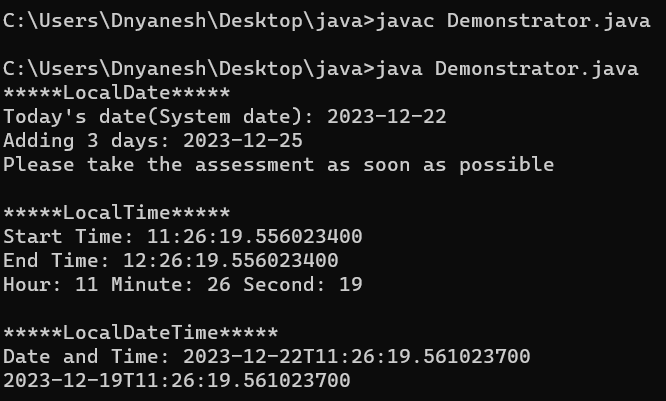 C:\Users\Dnyanesh\Desktop\java>javac Demonstrator.java
C:\Users\Dnyanesh\Desktop\java>java Demonstrator.java
*****LocalDate*****
Today's date(System date): 2023-12-22
Adding 3 days: 2023-12-25
Please take the assessment as soon as possible
*****LocalTime*****
Start Time: 11:26:19.556023400
End Time: 12:26:19.556023400
Hour: 11 Minute: 26 Second: 19
*****LocalDateTime*****
Date and Time: 2023-12-22T11:26:19.561023700
2023-12-19T11:26:19.561023700